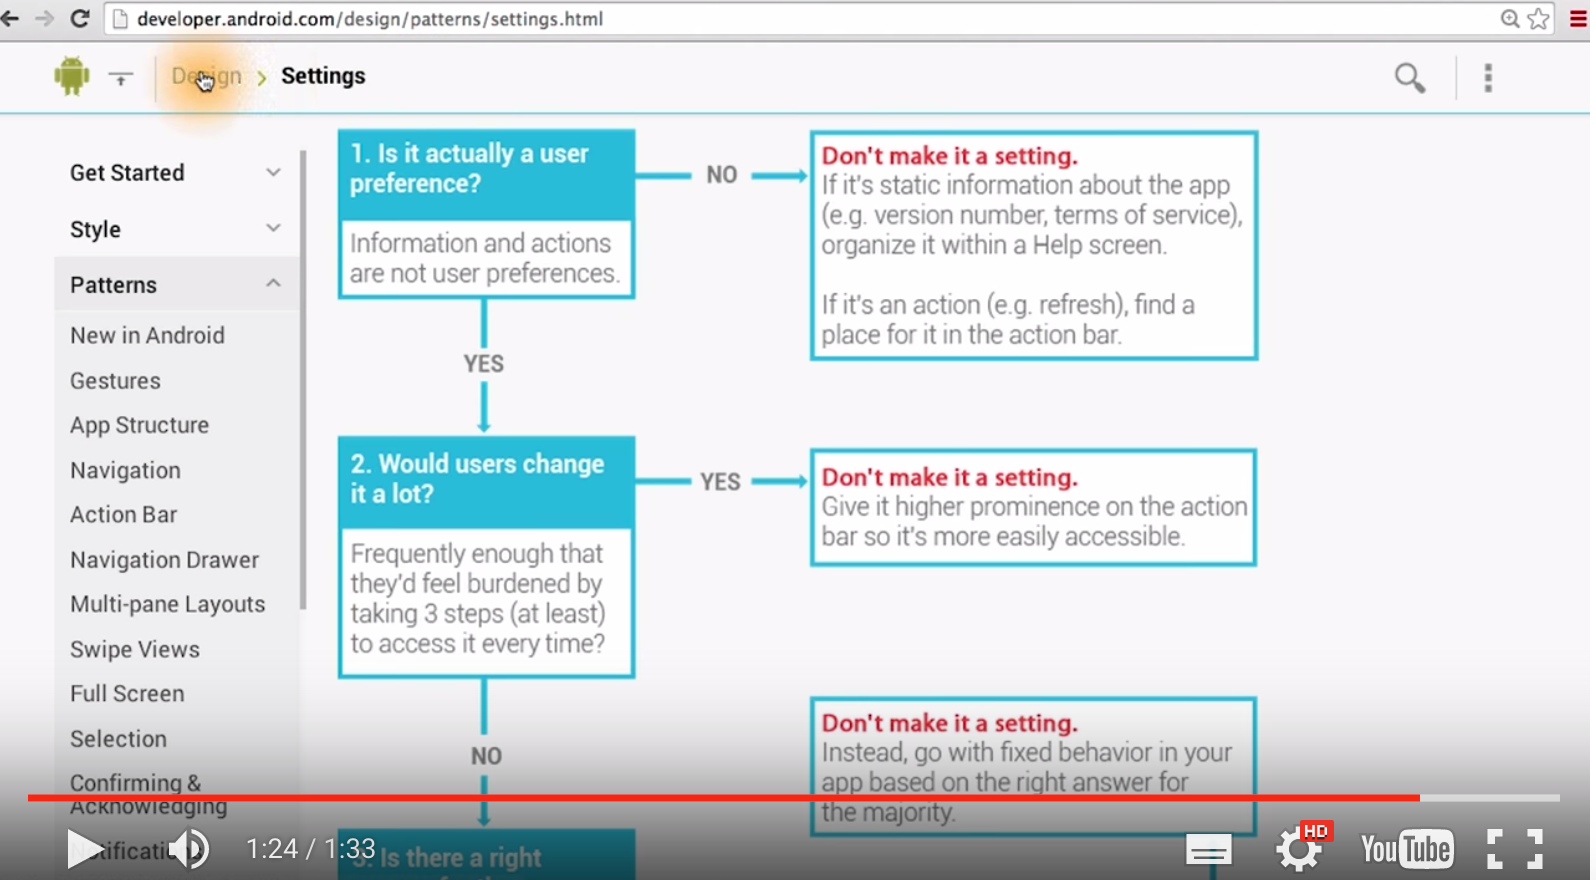 developer.android.com/design/patterns/settings.html
Design > Settings
Get Started
Style
Patterns
New in Android
Gestures
App Structure
Navigation
Action Bar
Navigation Drawer
Multi-pane Layouts
Swipe Views
Full Screen
Selection
Confirming &
Acknowledging
1. Is it actually a user
preference?
Information and actions
are not user preferences.
NO
Don't make it a setting.
If it's static information about the app
(e.g. version number, terms of service),
organize it within a Help screen.
If it's an action (e.g. refresh), find a
place for it in the action bar.
YES
2. Would users change
it a lot?
Frequently enough that
they'd feel burdened by
taking 3 steps (at least)
to access it every time?
YES
Don't make it a setting.
Give it higher prominence on the action
bar so it's more easily accessible.
NO
Don't make it a setting.
Instead, go with fixed behavior in your
app based on the right answer for
the majority.
3. Is there a right
1:24 / 1:33
HD
YouTube